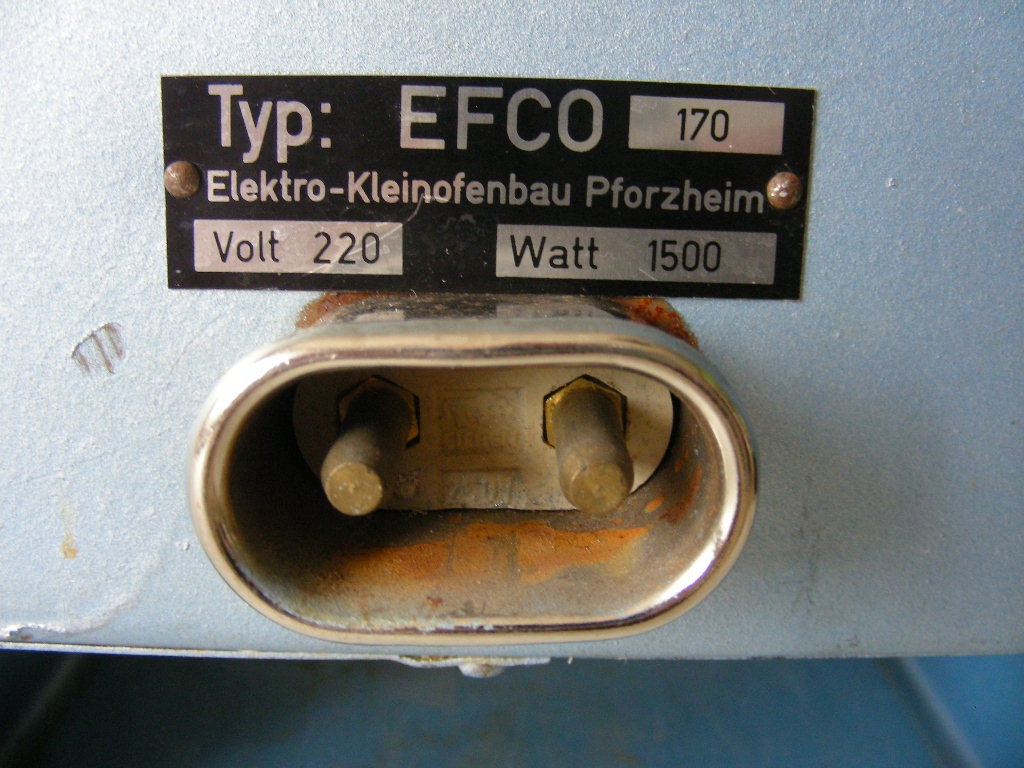 Typ: EFCO 170
Elektro-Kleinofenbau Pforzheim
Volt 220 Watt 1500